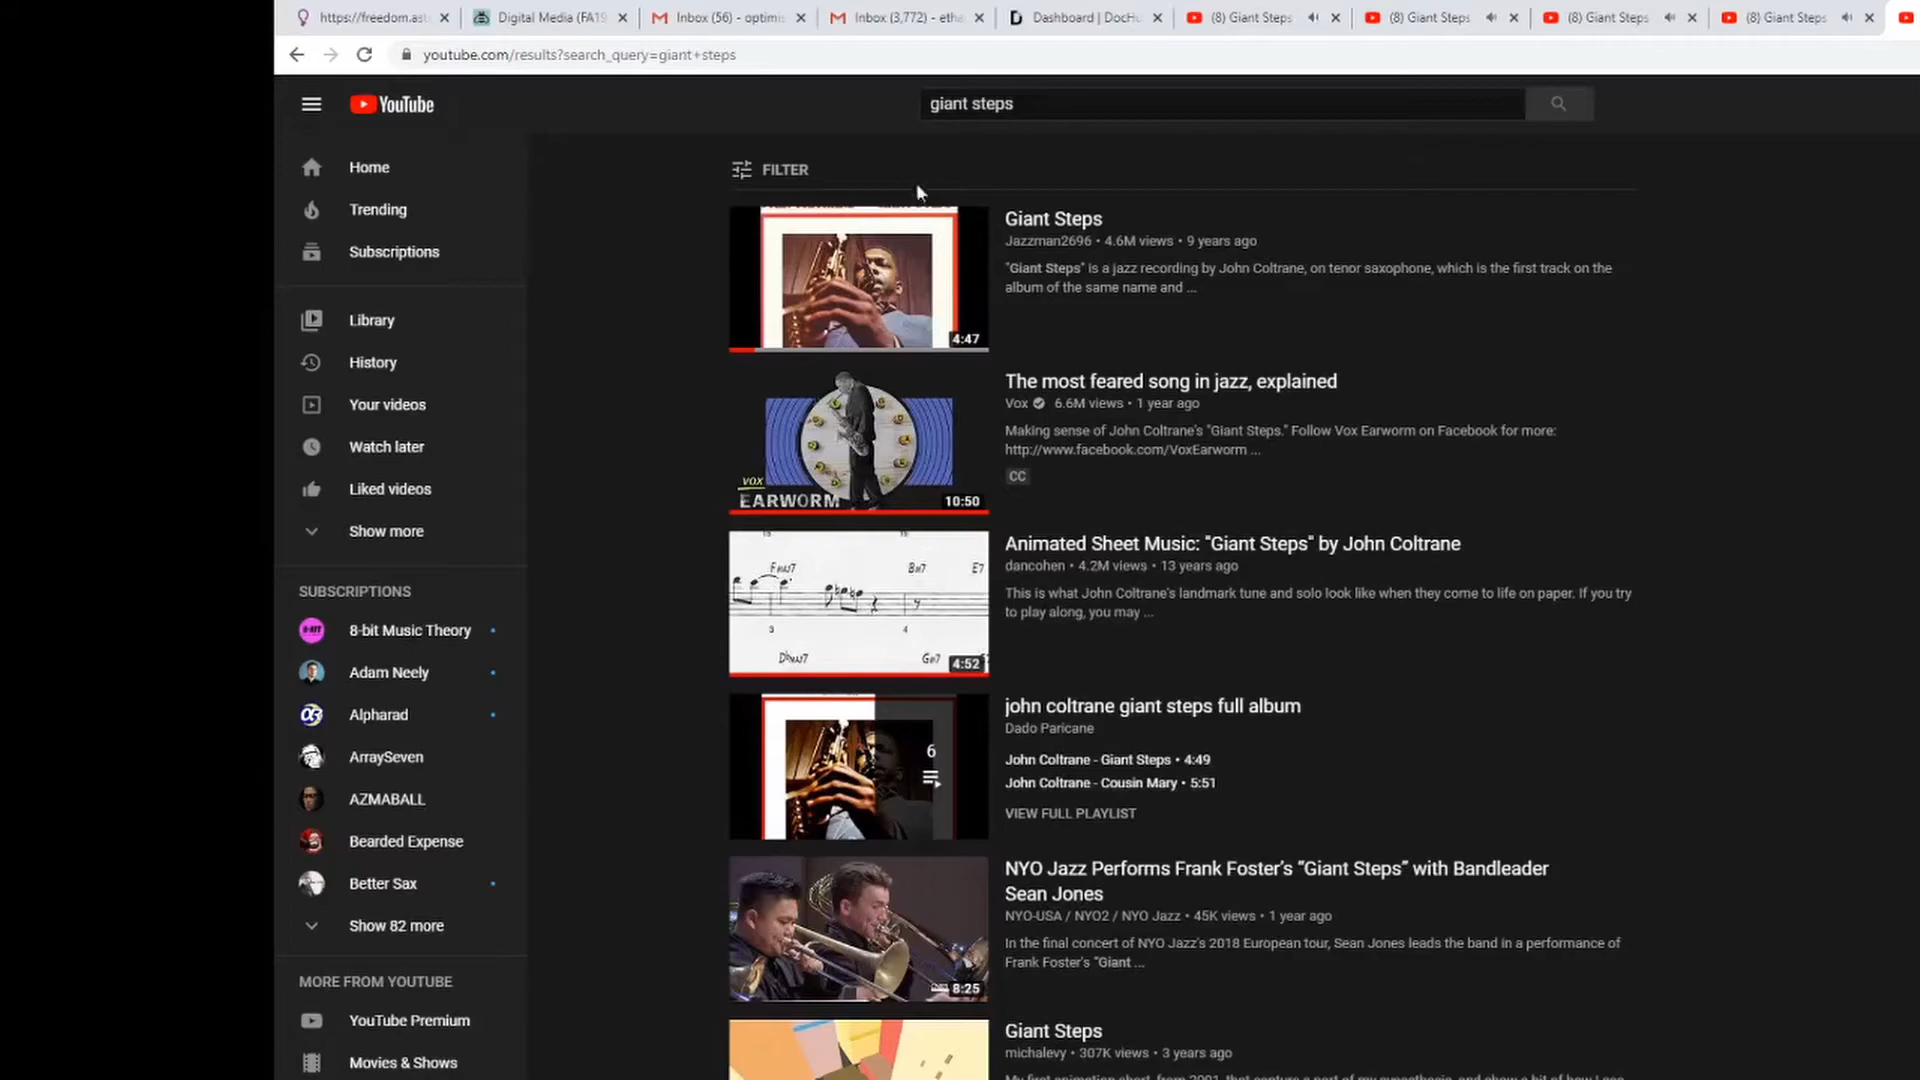 https://freedom.ast
Digital Media (FA19
Inbox (56) - optimis
Inbox (3,772) - etha
Dashboard | DocHu
(8) Giant Steps
(8) Giant Steps
(8) Giant Steps
(8) Giant Steps
youtube.com/results?search_query=giant+steps
YouTube
giant steps
Home
Trending
Subscriptions
Library
History
Your videos
Watch later
Liked videos
Show more
SUBSCRIPTIONS
8-bit Music Theory
Adam Neely
Alpharad
ArraySeven
AZMABALL
Bearded Expense
Better Sax
Show 82 more
MORE FROM YOUTUBE
YouTube Premium
Movies & Shows
FILTER
4:47
Giant Steps
Jazzman2696 • 4.6M views • 9 years ago
"Giant Steps" is a jazz recording by John Coltrane, on tenor saxophone, which is the first track on the
album of the same name and ...
VOX
EARWORM
10:50
The most feared song in jazz, explained
Vox 6.6M views • 1 year ago
Making sense of John Coltrane's "Giant Steps." Follow Vox Earworm on Facebook for more:
http://www.facebook.com/VoxEarworm ...
CC
Fmaj7 Bm7 E7
3 4
Dbmaj7 Gm7
4:52
Animated Sheet Music: "Giant Steps" by John Coltrane
dancohen • 4.2M views • 13 years ago
This is what John Coltrane's landmark tune and solo look like when they come to life on paper. If you try
to play along, you may ...
6
john coltrane giant steps full album
Dado Paricane
John Coltrane - Giant Steps • 4:49
John Coltrane - Cousin Mary • 5:51
VIEW FULL PLAYLIST
8:25
NYO Jazz Performs Frank Foster's "Giant Steps" with Bandleader
Sean Jones
NYO-USA / NYO2 / NYO Jazz • 45K views • 1 year ago
In the final concert of NYO Jazz's 2018 European tour, Sean Jones leads the band in a performance of
Frank Foster's "Giant ...
Giant Steps
michalevy • 307K views • 3 years ago